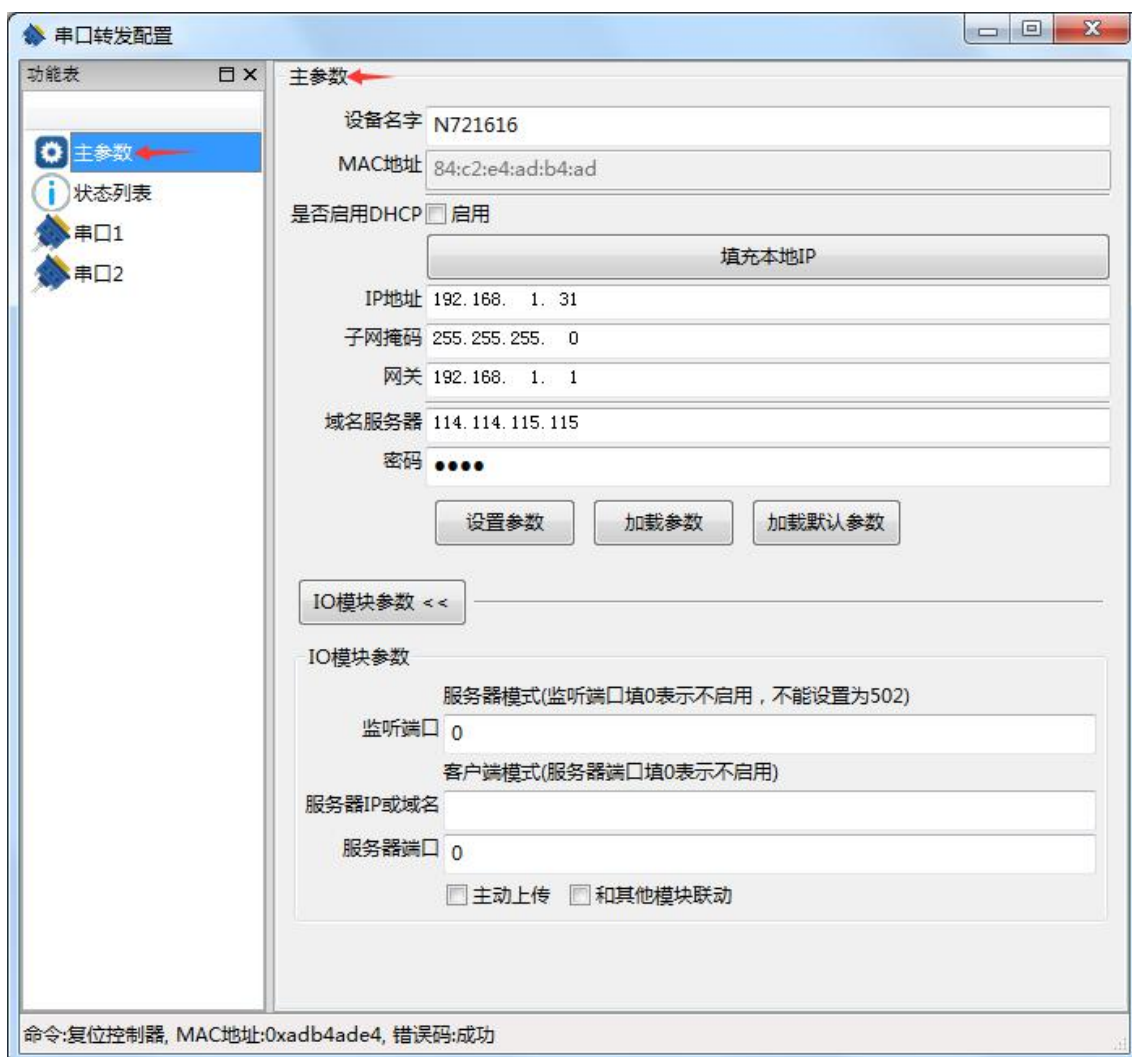 串口转发配置
功能表
主参数
状态列表
串口1
串口2
主参数
设备名字 N721616
MAC地址 84:c2:e4:ad:b4:ad
是否启用DHCP 启用
填充本地IP
IP地址 192.168. 1. 31
子网掩码 255.255.255. 0
网关 192.168. 1. 1
域名服务器 114.114.115.115
密码 ●●●●
设置参数 加载参数 加载默认参数
IO模块参数 <<
IO模块参数
服务器模式(监听端口填0表示不启用，不能设置为502)
监听端口 0
客户端模式(服务器端口填0表示不启用)
服务器IP或域名
服务器端口 0
主动上传 和其他模块联动
命令:复位控制器, MAC地址:0xadb4ade4, 错误码:成功